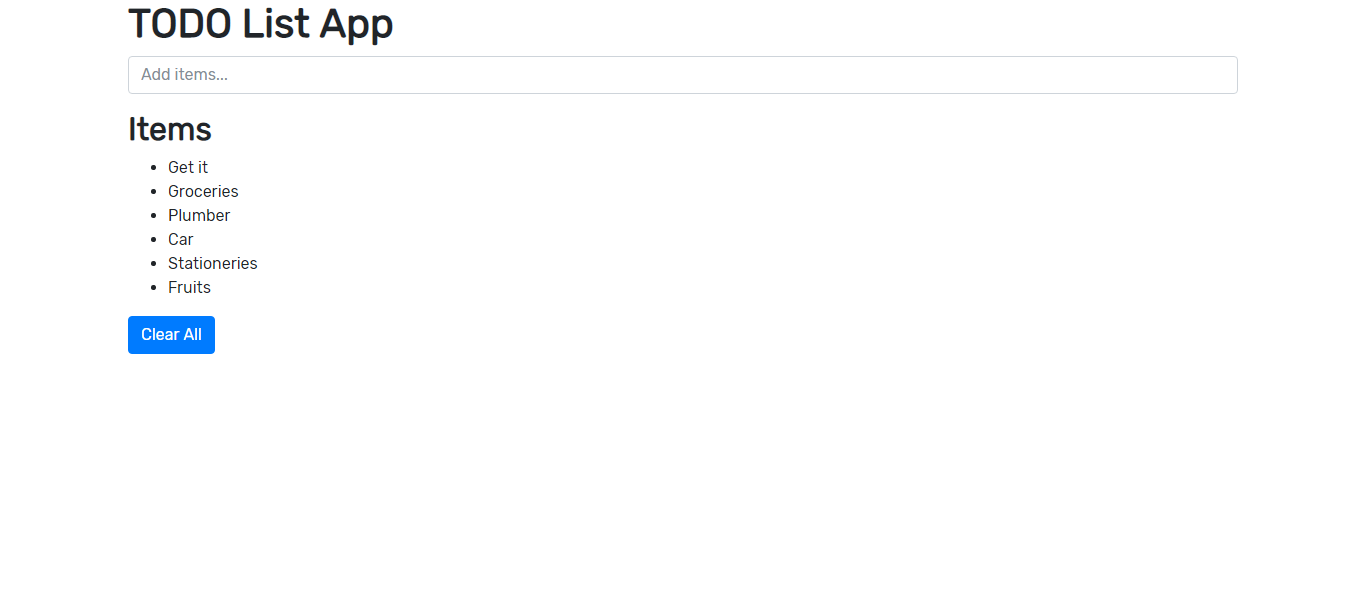 TODO List App
Add items...
Items
Get it
Groceries
Plumber
Car
Stationeries
Fruits
Clear All